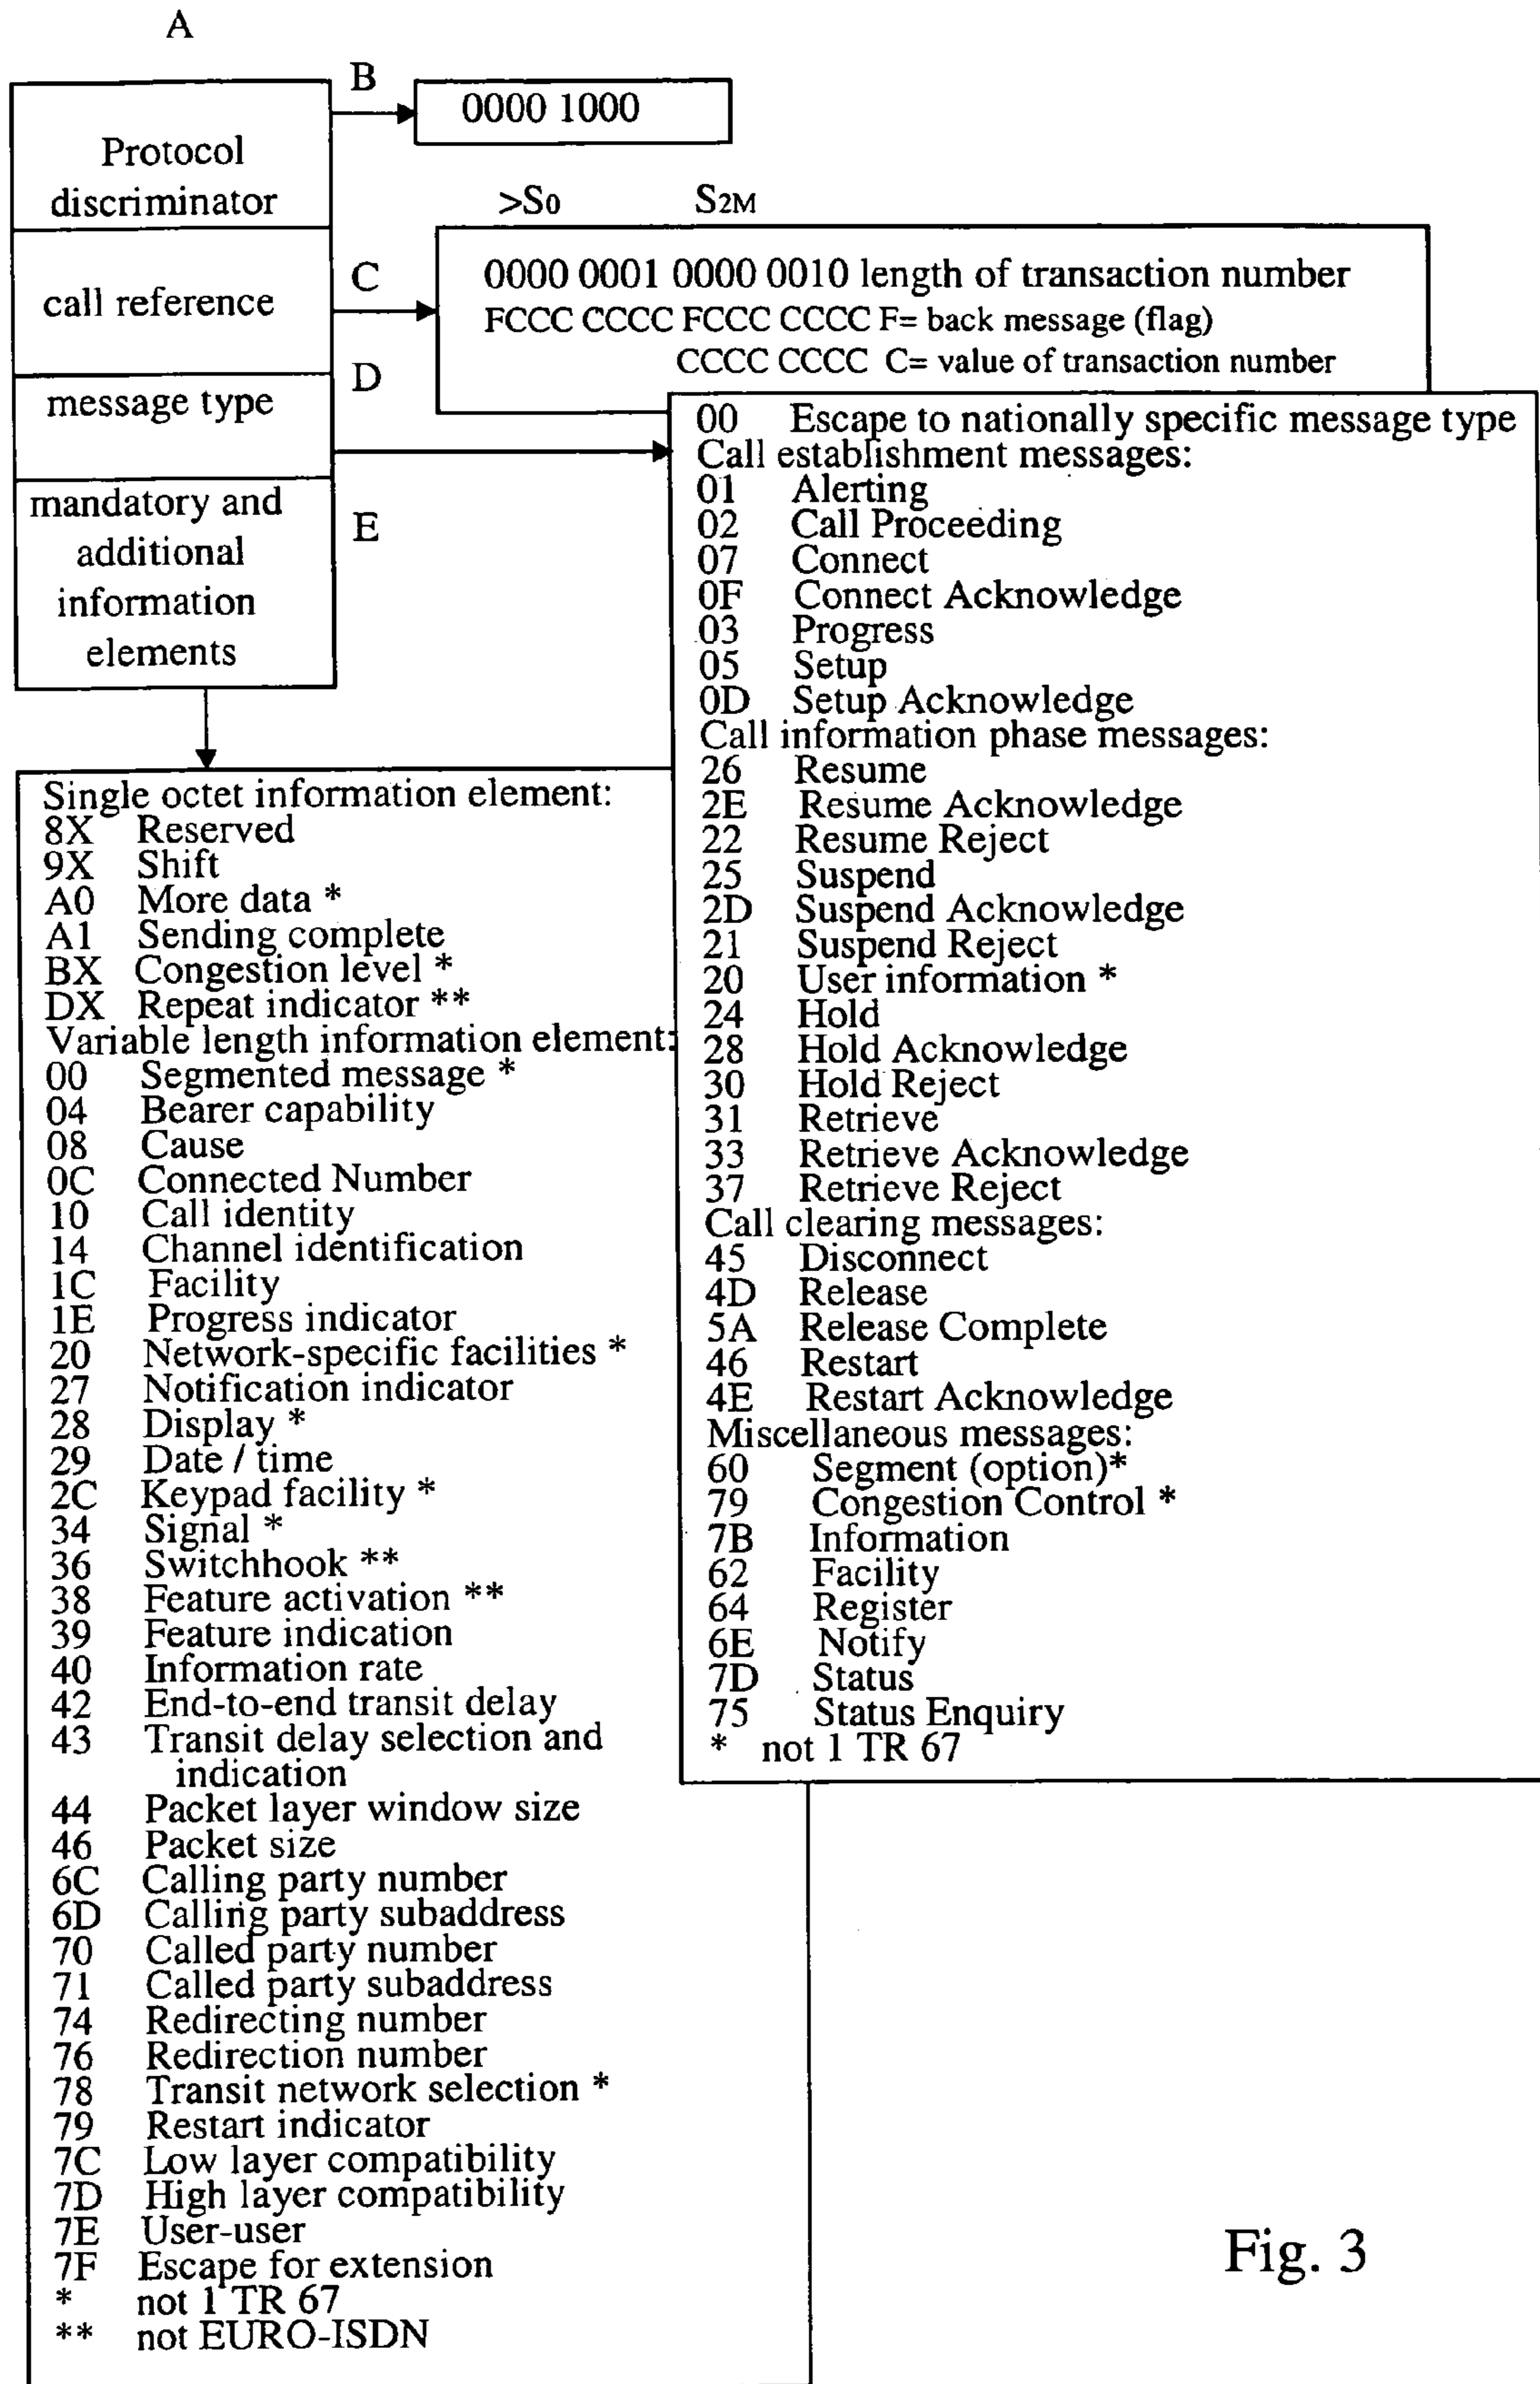 A
B
0000 1000
Protocol
discriminator
>S0 S2M
call reference
C
0000 0001 0000 0010 length of transaction number
FCCC CCCC FCCC CCCC F= back message (flag)
CCCC CCCC C= value of transaction number
message type
D
mandatory and
additional
information
elements
E
00 Escape to nationally specific message type
Call establishment messages:
01 Alerting
02 Call Proceeding
07 Connect
0F Connect Acknowledge
03 Progress
05 Setup
0D Setup Acknowledge
Call information phase messages:
26 Resume
2E Resume Acknowledge
22 Resume Reject
25 Suspend
2D Suspend Acknowledge
21 Suspend Reject
20 User information *
24 Hold
28 Hold Acknowledge
30 Hold Reject
31 Retrieve
33 Retrieve Acknowledge
37 Retrieve Reject
Call clearing messages:
45 Disconnect
4D Release
5A Release Complete
46 Restart
4E Restart Acknowledge
Miscellaneous messages:
60 Segment (option)*
79 Congestion Control *
7B Information
62 Facility
64 Register
6E Notify
7D Status
75 Status Enquiry
* not 1 TR 67
Single octet information element:
8X Reserved
9X Shift
A0 More data *
A1 Sending complete
BX Congestion level *
DX Repeat indicator **
Variable length information element:
00 Segmented message *
04 Bearer capability
08 Cause
0C Connected Number
10 Call identity
14 Channel identification
1C Facility
1E Progress indicator
20 Network-specific facilities *
27 Notification indicator
28 Display *
29 Date / time
2C Keypad facility *
34 Signal *
36 Switchhook **
38 Feature activation **
39 Feature indication
40 Information rate
42 End-to-end transit delay
43 Transit delay selection and
indication
44 Packet layer window size
46 Packet size
6C Calling party number
6D Calling party subaddress
70 Called party number
71 Called party subaddress
74 Redirecting number
76 Redirection number
78 Transit network selection *
79 Restart indicator
7C Low layer compatibility
7D High layer compatibility
7E User-user
7F Escape for extension
* not 1 TR 67
** not EURO-ISDN
Fig. 3